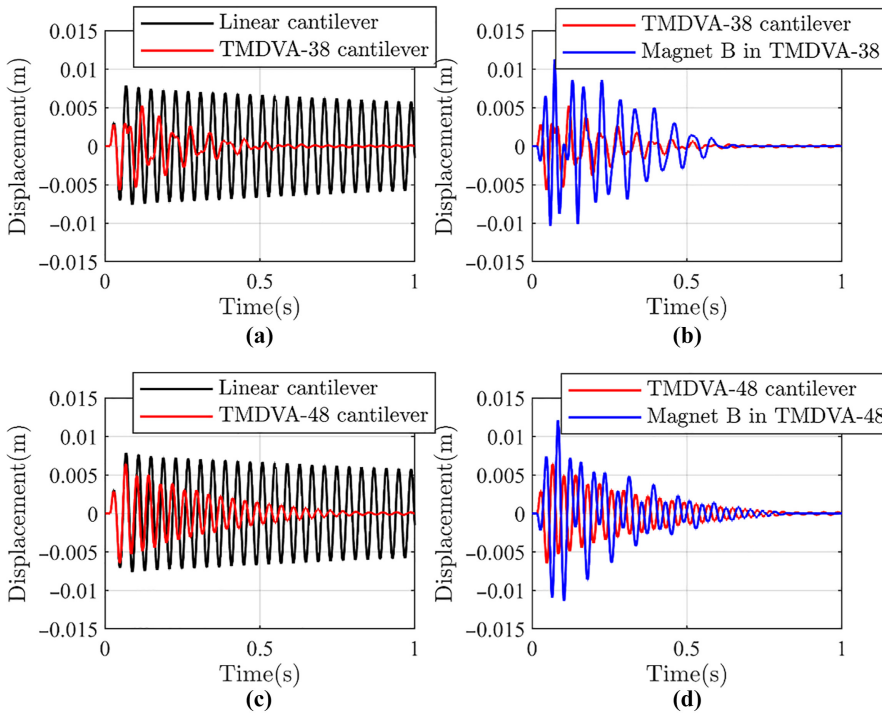 Linear cantilever
TMDVA-38 cantilever
0.015
0.01
0.005
0
−0.005
−0.01
−0.015
Displacement(m)
0
0.5
1
Time(s)
(a)
TMDVA-38 cantilever
Magnet B in TMDVA-38
0.015
0.01
0.005
0
−0.005
−0.01
−0.015
Displacement(m)
0
0.5
1
Time(s)
(b)
Linear cantilever
TMDVA-48 cantilever
0.015
0.01
0.005
0
−0.005
−0.01
−0.015
Displacement(m)
0
0.5
1
Time(s)
(c)
TMDVA-48 cantilever
Magnet B in TMDVA-48
0.015
0.01
0.005
0
−0.005
−0.01
−0.015
Displacement(m)
0
0.5
1
Time(s)
(d)